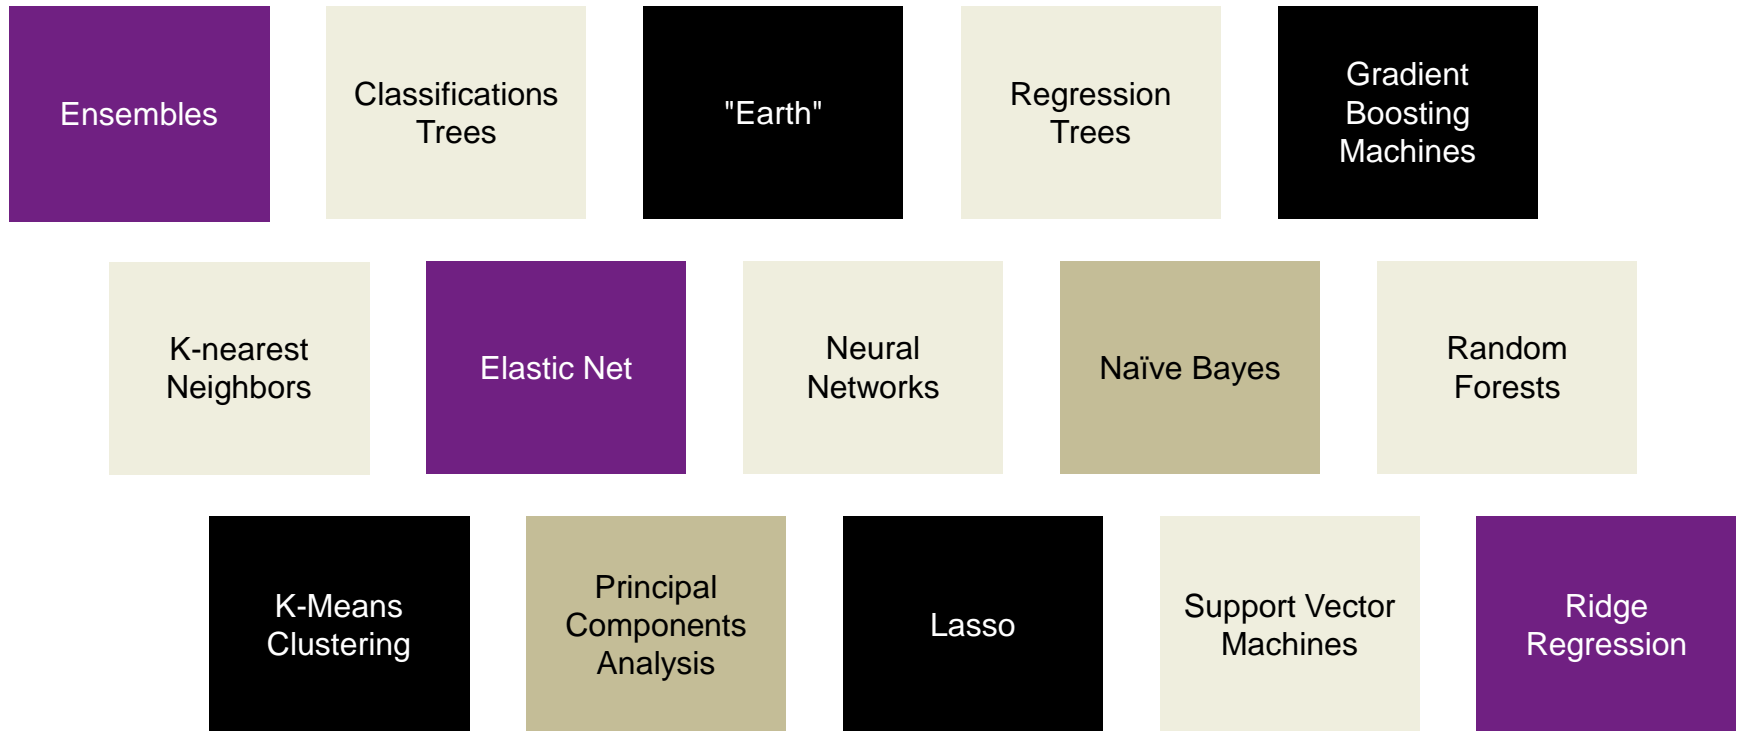 Ensembles
Classifications
Trees
"Earth"
Regression
Trees
Gradient
Boosting
Machines
K-nearest
Neighbors
Elastic Net
Neural
Networks
Naïve Bayes
Random
Forests
K-Means
Clustering
Principal
Components
Analysis
Lasso
Support Vector
Machines
Ridge
Regression